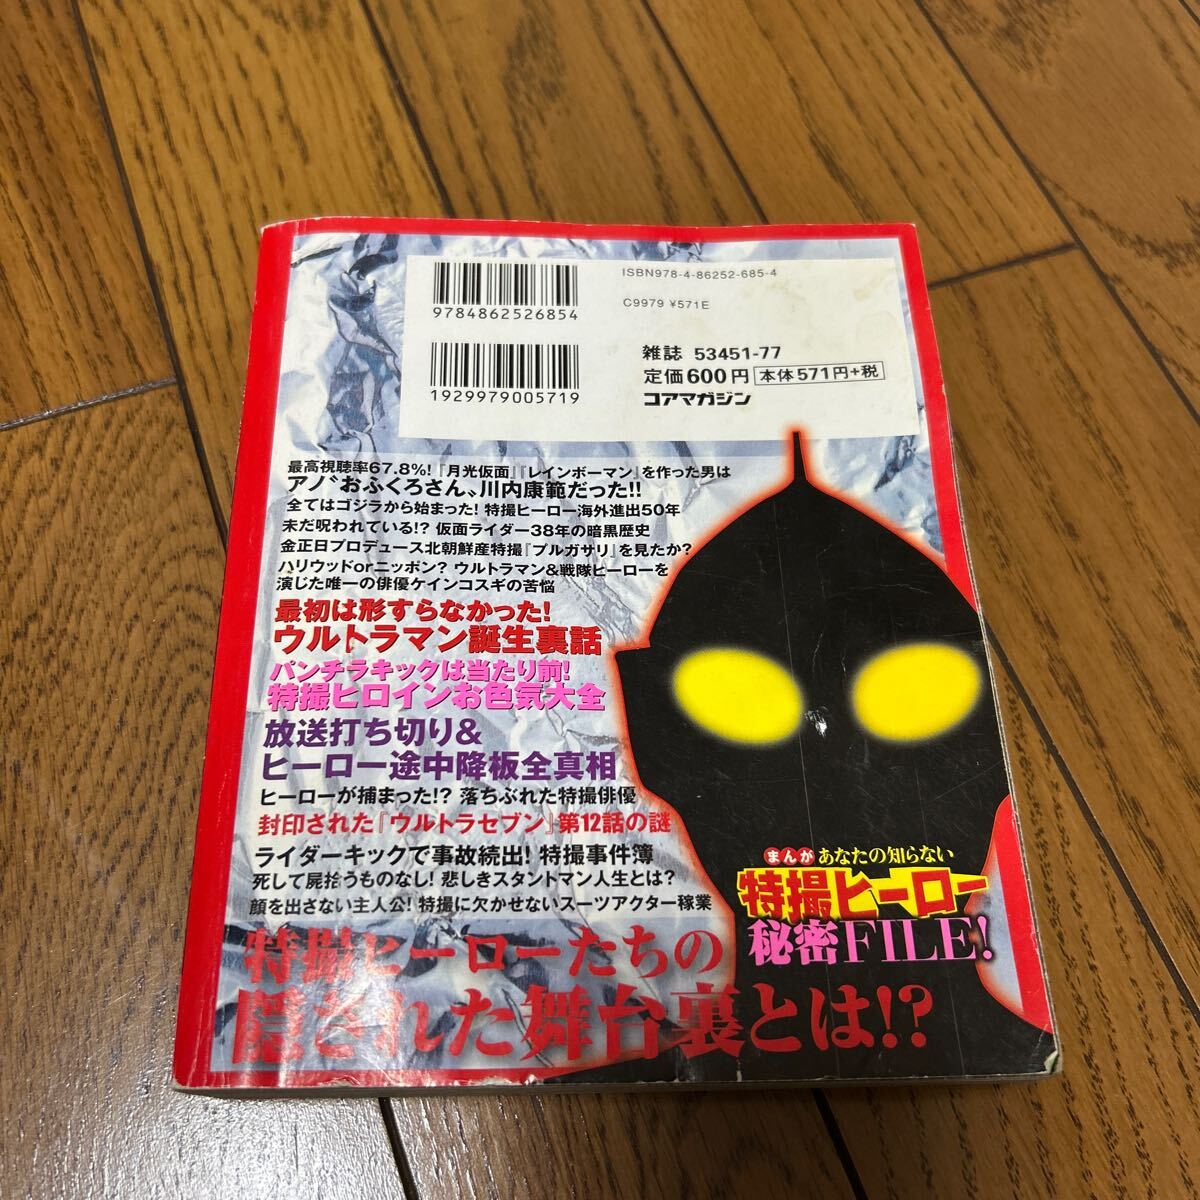 ISBN978-4-86252-685-4
9784862526854
C9979 ¥571E
雑誌 53451-77
定価600円 本体571円+税
1929979005719
コアマガジン
最高視聴率67.8%!『月光仮面』『レインボーマン』を作った男は
アノ〝おふくろさん〟川内康範だった!!
全てはゴジラから始まった! 特撮ヒーロー海外進出50年
未だ呪われている!? 仮面ライダー38年の暗黒歴史
金正日プロデュース北朝鮮産特撮『プルガサリ』を見たか?
ハリウッドorニッポン? ウルトラマン&戦隊ヒーローを
演じた唯一の俳優ケインコスギの苦悩
最初は形すらなかった!
ウルトラマン誕生裏話
パンチラキックは当たり前!
特撮ヒロインお色気大全
放送打ち切り&
ヒーロー途中降板全真相
ヒーローが捕まった!? 落ちぶれた特撮俳優
封印された『ウルトラセブン』第12話の謎
ライダーキックで事故続出! 特撮事件簿
死して屍拾うものなし! 悲しきスタントマン人生とは?
顔を出さない主人公! 特撮に欠かせないスーツアクター稼業
まんが あなたの知らない
特撮ヒーロー
秘密FILE!
特撮ヒーローたちの
隠された舞台裏とは!?